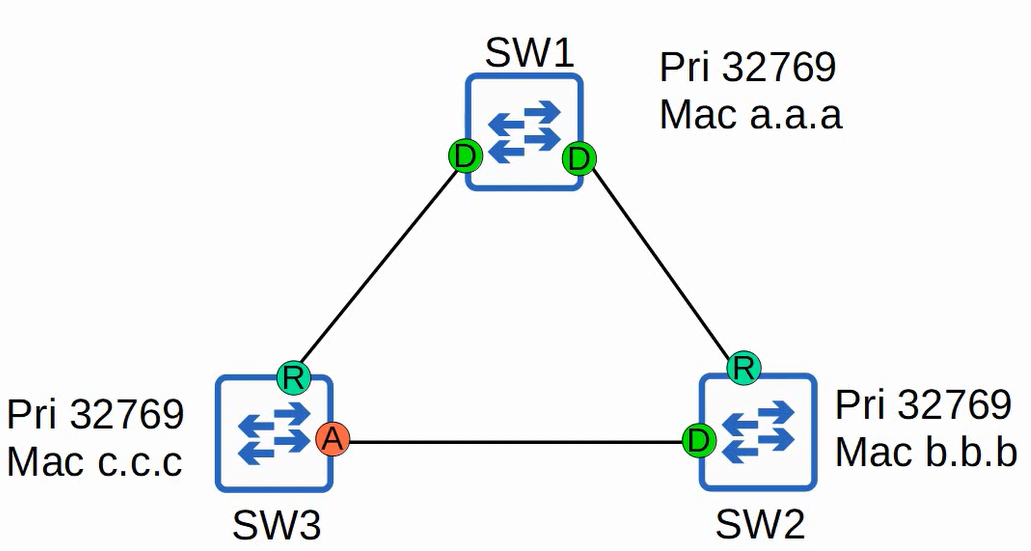 SW1
Pri 32769
Mac a.a.a
D
D
R
R
Pri 32769
Mac c.c.c
A
D
Pri 32769
Mac b.b.b
SW3
SW2